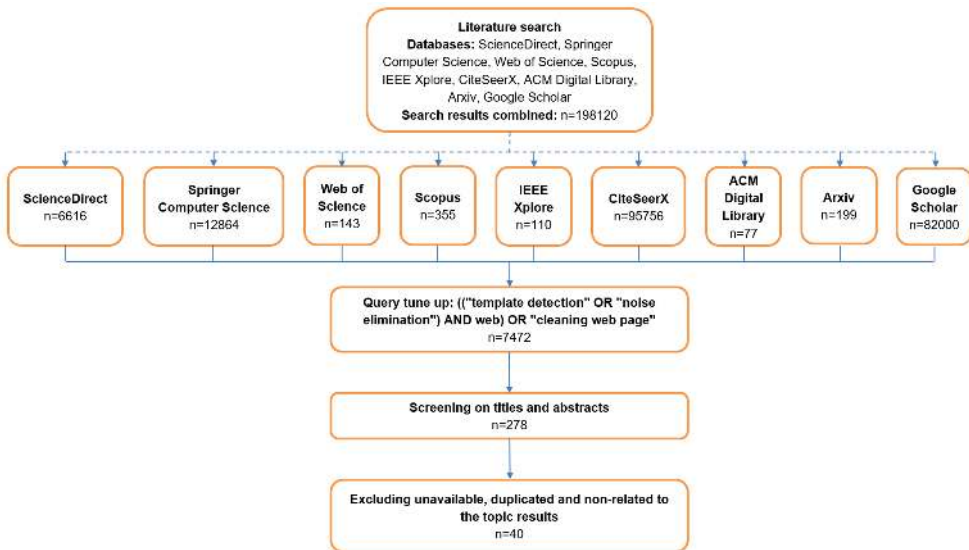 Literature search
Databases: ScienceDirect, Springer
Computer Science, Web of Science, Scopus,
IEEE Xplore, CiteSeerX, ACM Digital Library,
Arxiv, Google Scholar
Search results combined: n=198120
ScienceDirect
n=6616
Springer
Computer Science
n=12864
Web of
Science
n=143
Scopus
n=355
IEEE
Xplore
n=110
CiteSeerX
n=95756
ACM
Digital
Library
n=77
Arxiv
n=199
Google
Scholar
n=82000
Query tune up: (("template detection" OR "noise
elimination") AND web) OR "cleaning web page"
n=7472
Screening on titles and abstracts
n=278
Excluding unavailable, duplicated and non-related to
the topic results
n=40